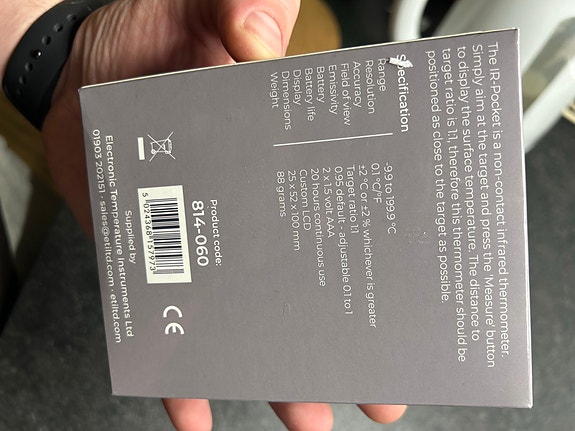 The IR-Pocket is a non-contact infrared thermometer.
Simply aim at the target and press the 'Measure' button
to display the surface temperature. The distance to
target ratio is 1:1, therefore this thermometer should be
positioned as close to the target as possible.
Specification
Range -9.9 to 199.9 °C
Resolution 0.1 °C/°F
Accuracy ±2 °C or ±2 % whichever is greater
Field of view Target ratio 1:1
Emissivity 0.95 default - adjustable 0.1 to 1
Battery 2 x 1.5 volt AAA
Battery life 20 hours continuous use
Display Custom LCD
Dimensions 25 x 52 x 100 mm
Weight 88 grams
Product code:
814-060
5 024368 157973
CE
Supplied by
Electronic Temperature Instruments Ltd
01903 202151 · sales@etiltd.com · etiltd.com